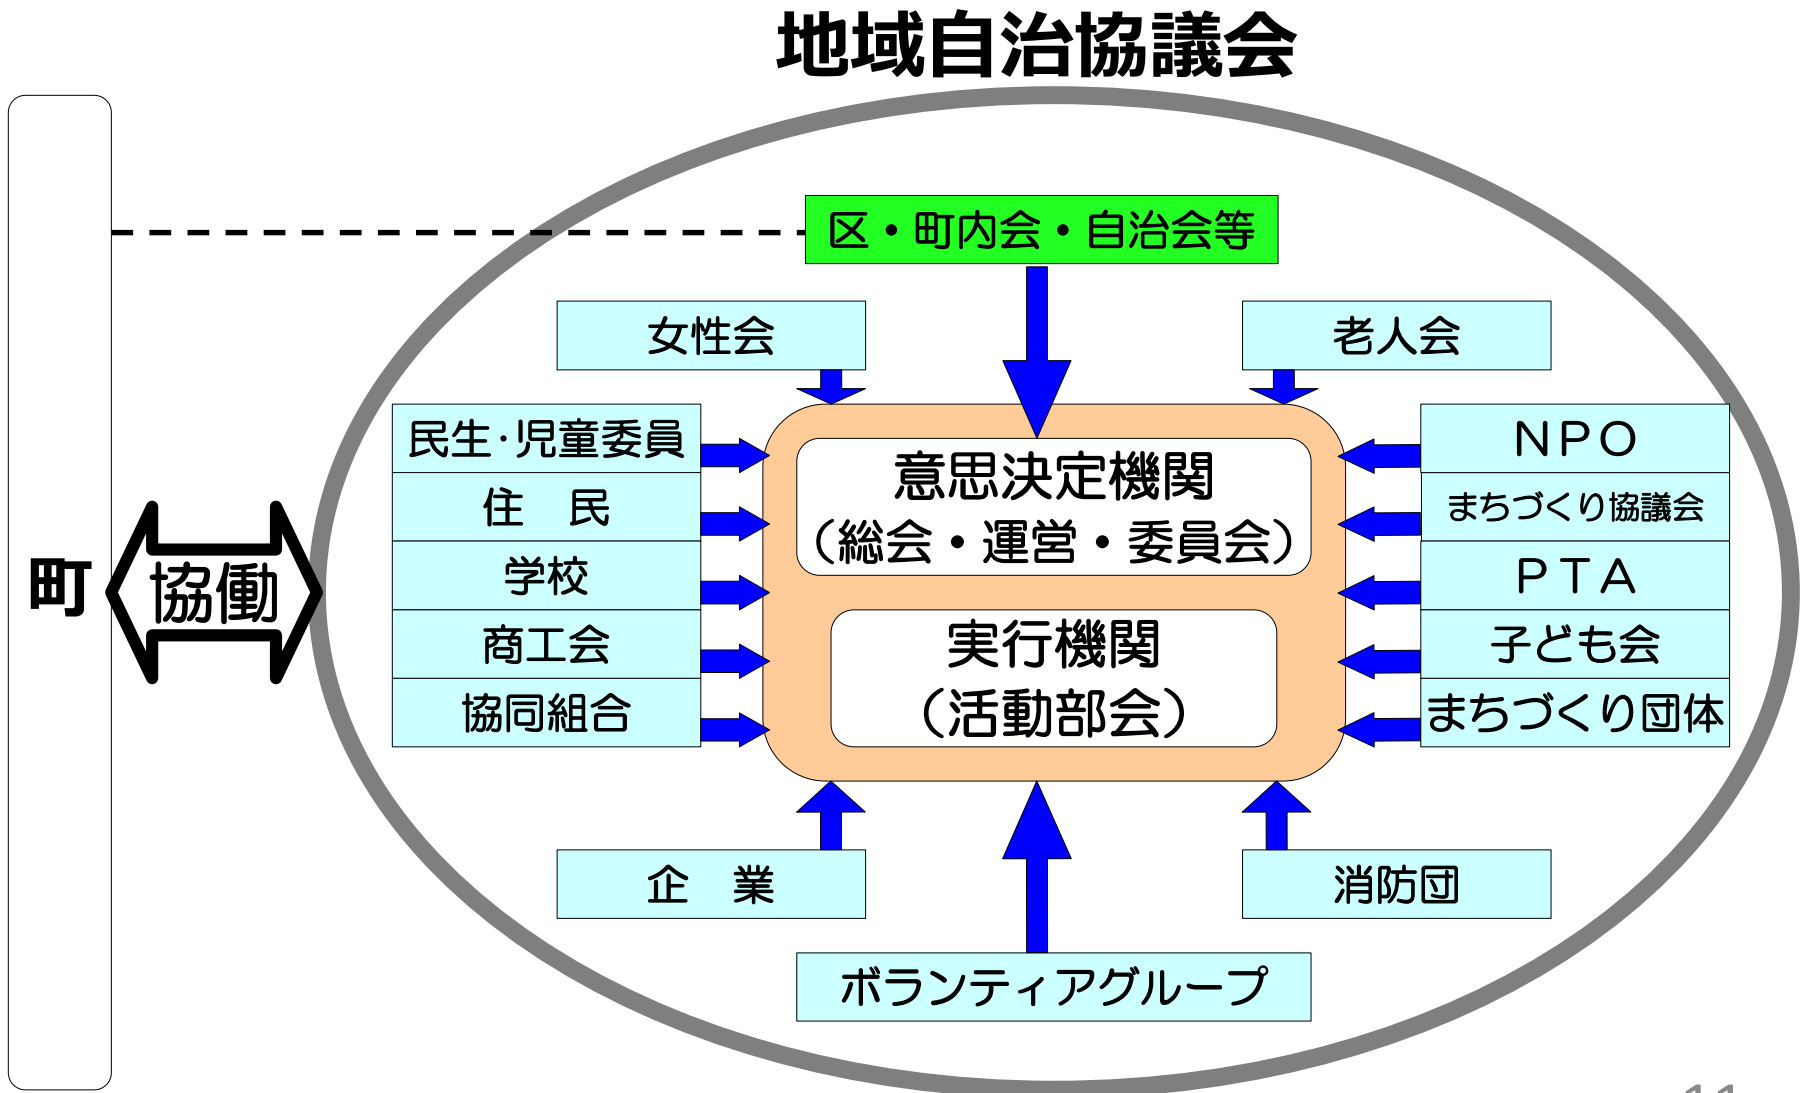 地域自治協議会
区・町内会・自治会等
女性会
老人会
民生・児童委員
住　民
学校
商工会
協同組合
意思決定機関
（総会・運営・委員会）
実行機関
（活動部会）
ＮＰＯ
まちづくり協議会
ＰＴＡ
子ども会
まちづくり団体
町
協働
企　業
消防団
ボランティアグループ